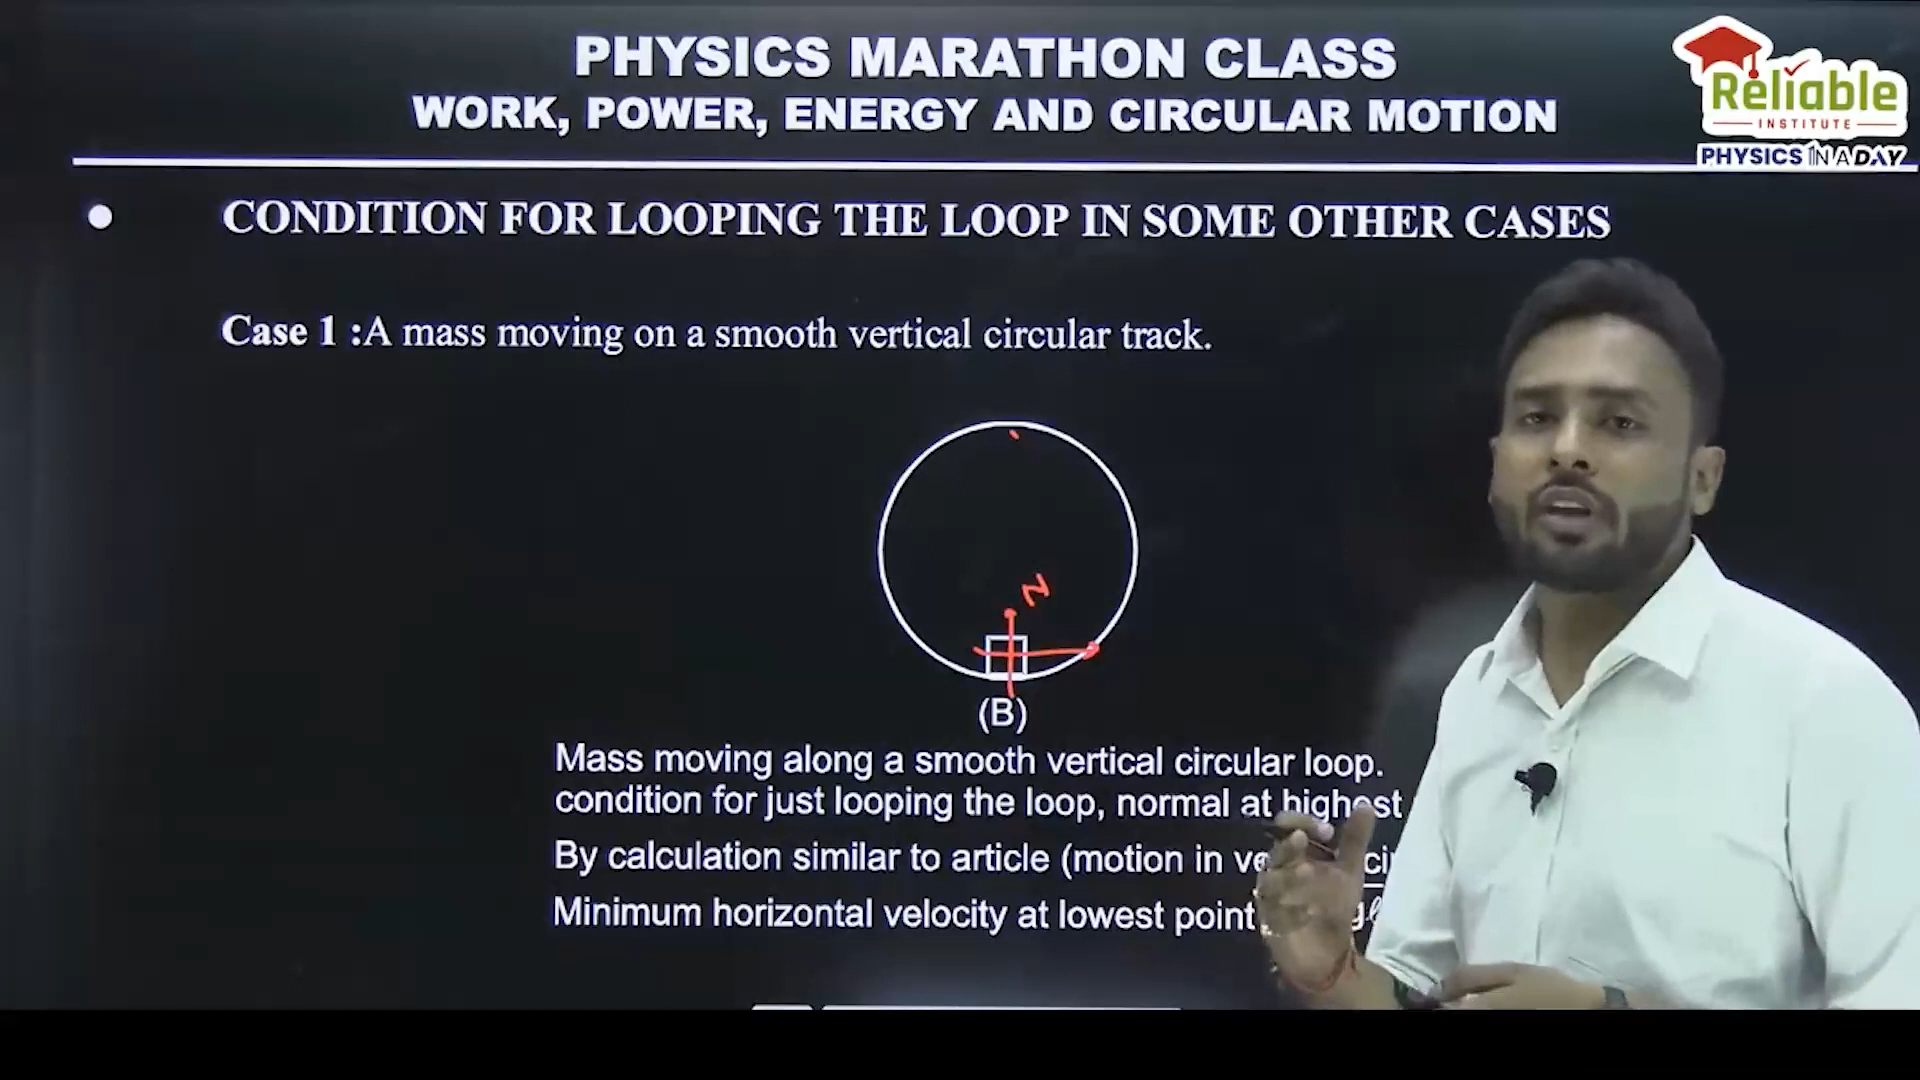 PHYSICS MARATHON CLASS
WORK, POWER, ENERGY AND CIRCULAR MOTION
Reliable
INSTITUTE
PHYSICS IN A DAY
CONDITION FOR LOOPING THE LOOP IN SOME OTHER CASES
Case 1 :A mass moving on a smooth vertical circular track.
N
(B)
Mass moving along a smooth vertical circular loop.
condition for just looping the loop, normal at highest
By calculation similar to article (motion in
Minimum horizontal velocity at lowest point